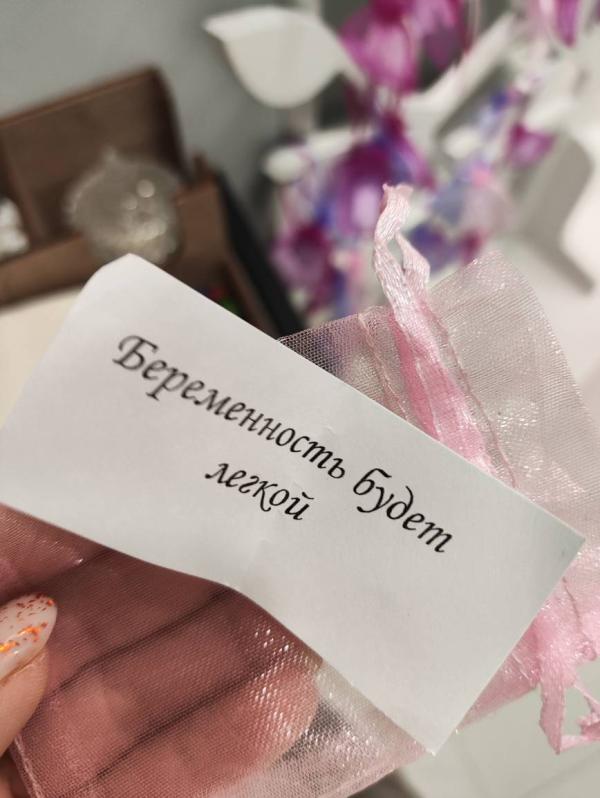 Беременность будет
легкой